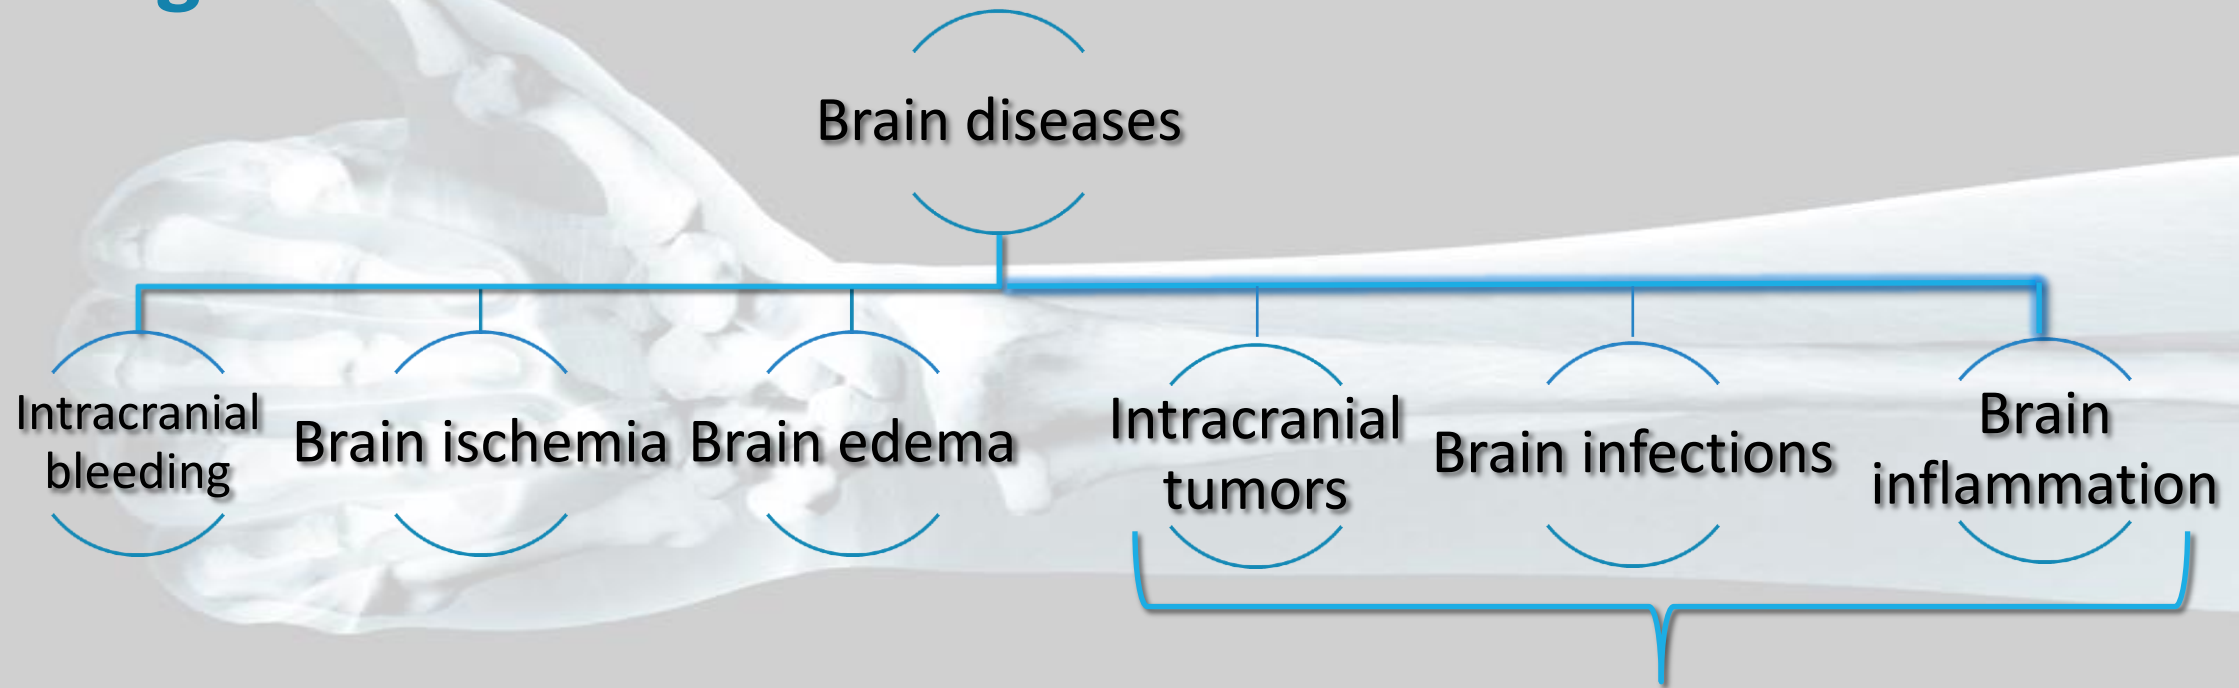 Brain diseases
Intracranial
bleeding
Brain ischemia
Brain edema
Intracranial
tumors
Brain infections
Brain
inflammation